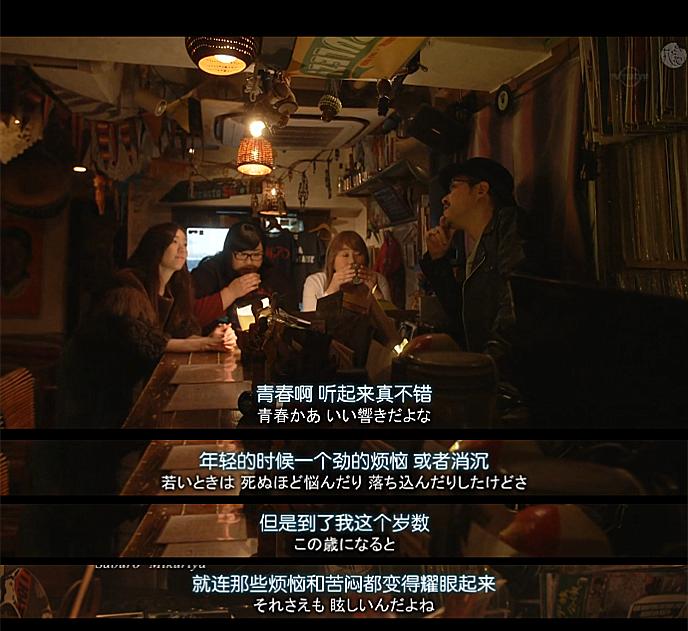 青春啊 听起来真不错
青春かあ いい響きだよな
年轻的时候一个劲的烦恼 或者消沉
若いときは 死ぬほど悩んだり 落ち込んだりしたけどさ
但是到了我这个岁数
この歳になると
Subaro Mikariya
就连那些烦恼和苦闷都变得耀眼起来
それさえも 眩しいんだよね